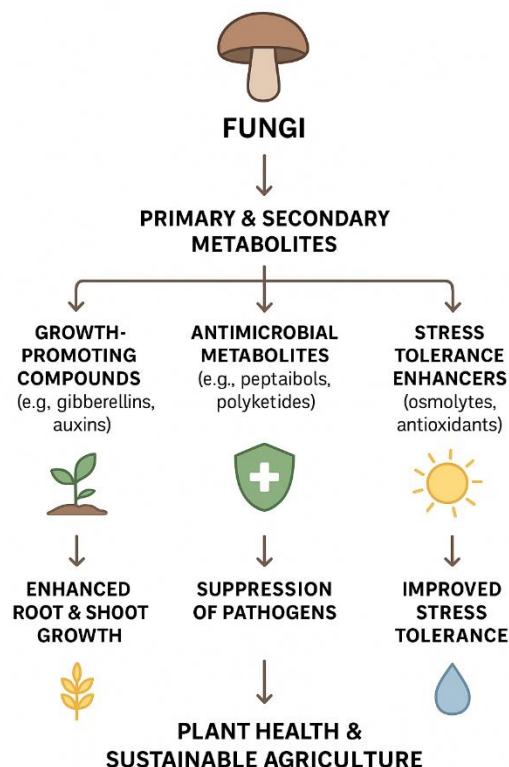 FUNGI
PRIMARY & SECONDARY
METABOLITES
GROWTH-
PROMOTING
COMPOUNDS
(e.g, gibberellins,
auxins)
ANTIMICROBIAL
METABOLITES
(e.g., peptaibols,
polyketides)
STRESS
TOLERANCE
ENHANCERS
(osmolytes,
antioxidants)
ENHANCED
ROOT & SHOOT
GROWTH
SUPPRESSION
OF PATHOGENS
IMPROVED
STRESS
TOLERANCE
PLANT HEALTH &
SUSTAINABLE AGRICULTURE